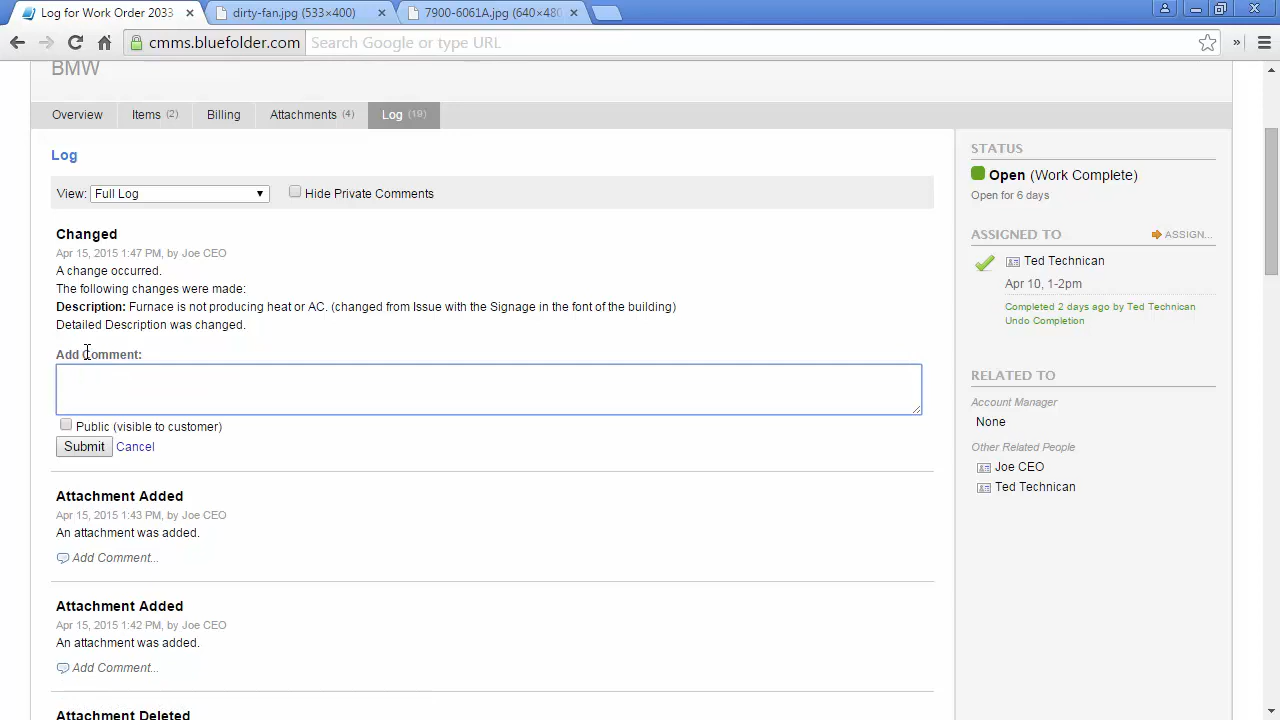 Log for Work Order 2033
dirty-fan.jpg (533×400)
7900-6061A.jpg (640×480
cmms.bluefolder.com
Search Google or type URL
BMW
Overview
Items (2)
Billing
Attachments (4)
Log (19)
Log
View: Full Log
Hide Private Comments
Changed
Apr 15, 2015 1:47 PM, by Joe CEO
A change occurred.
The following changes were made:
Description: Furnace is not producing heat or AC. (changed from Issue with the Signage in the font of the building)
Detailed Description was changed.
Add Comment:
Public (visible to customer)
Submit Cancel
Attachment Added
Apr 15, 2015 1:43 PM, by Joe CEO
An attachment was added.
Add Comment...
Attachment Added
Apr 15, 2015 1:42 PM, by Joe CEO
An attachment was added.
Add Comment...
Attachment Deleted
STATUS
Open (Work Complete)
Open for 6 days
ASSIGNED TO
ASSIGN...
Ted Technican
Apr 10, 1-2pm
Completed 2 days ago by Ted Technican
Undo Completion
RELATED TO
Account Manager
None
Other Related People
Joe CEO
Ted Technican